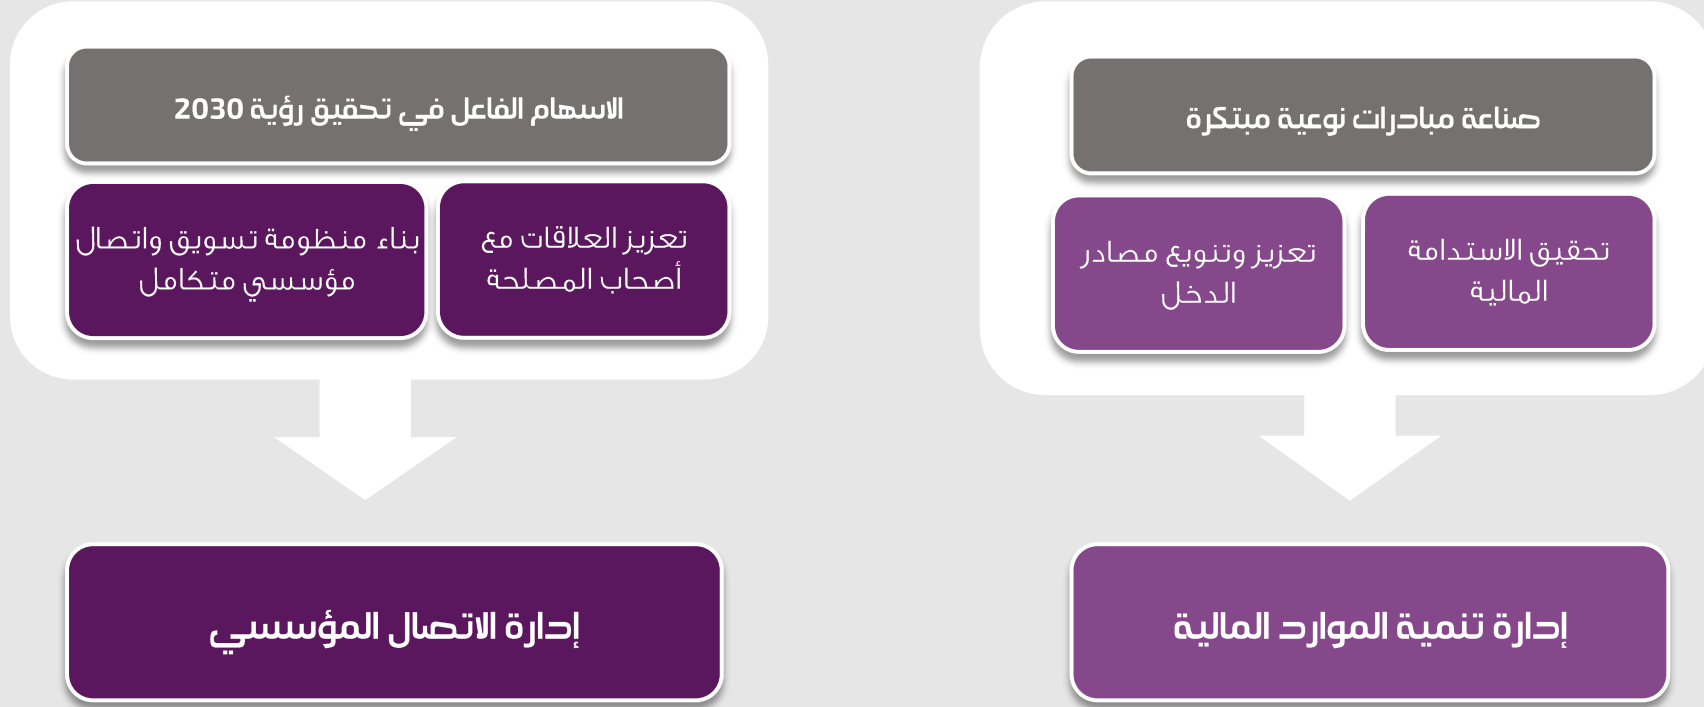 صناعة مبادرات نوعية مبتكرة
تحقيق الاستدامة
المالية
تعزيز وتنويع مصادر
الدخل
إدارة تنمية الموارد المالية
الاسهام الفاعل في تحقيق رؤية 2030
تعزيز العلاقات مع
أصحاب المصلحة
بناء منظومة تسويق واتصال
مؤسسي متكامل
إدارة الاتصال المؤسسي